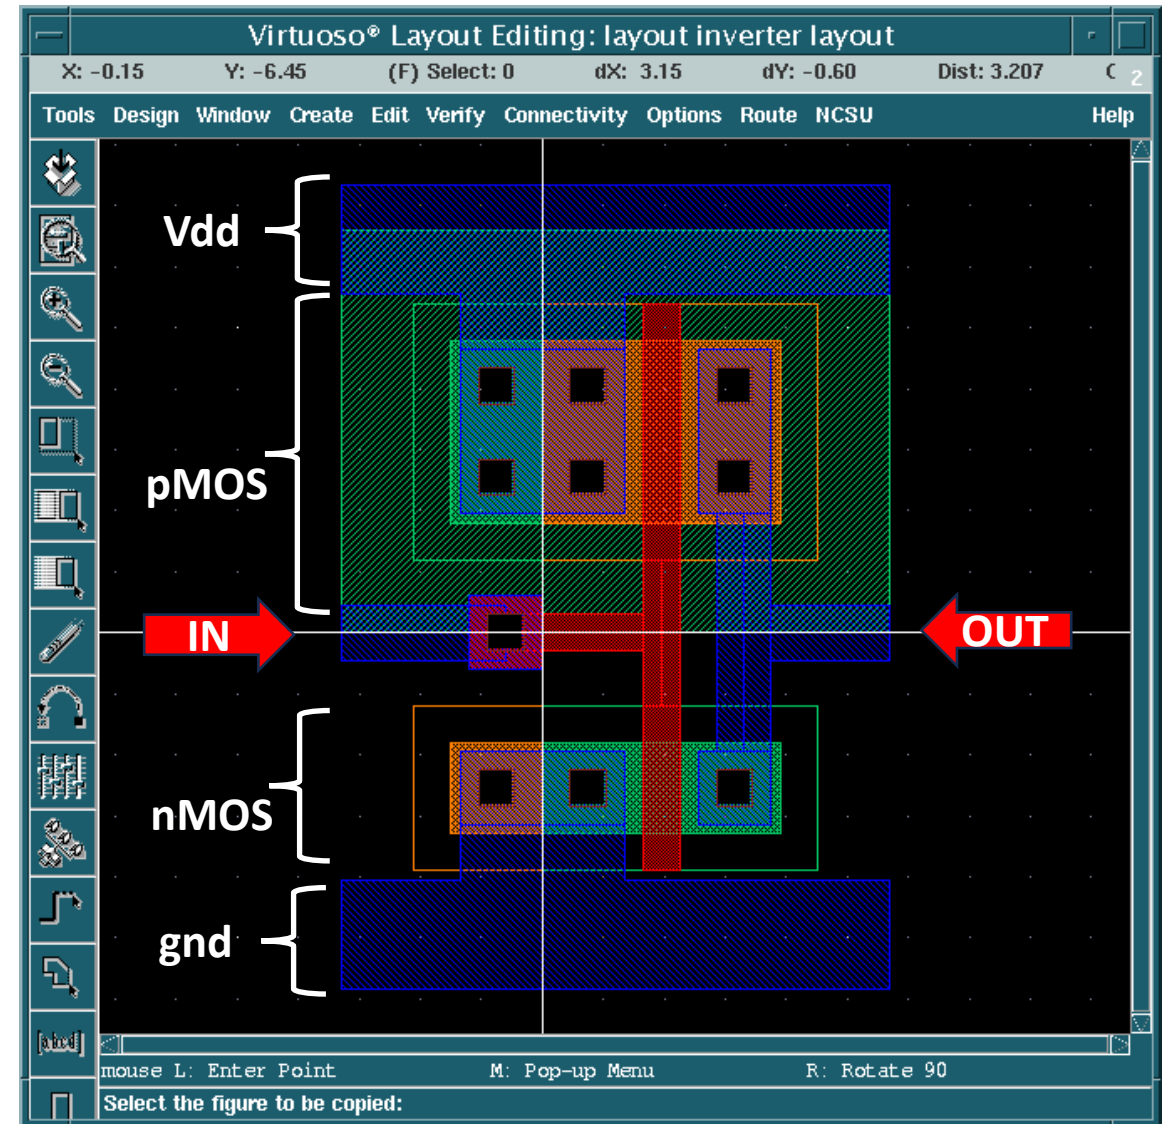 Virtuoso® Layout Editing: layout inverter layout
X: -0.15 Y: -6.45 (F) Select: 0 dX: 3.15 dY: -0.60 Dist: 3.207 C 2
Tools Design Window Create Edit Verify Connectivity Options Route NCSU Help
Vdd
pMOS
IN
OUT
nMOS
gnd
[abcd]
mouse L: Enter Point M: Pop-up Menu R: Rotate 90
Select the figure to be copied: